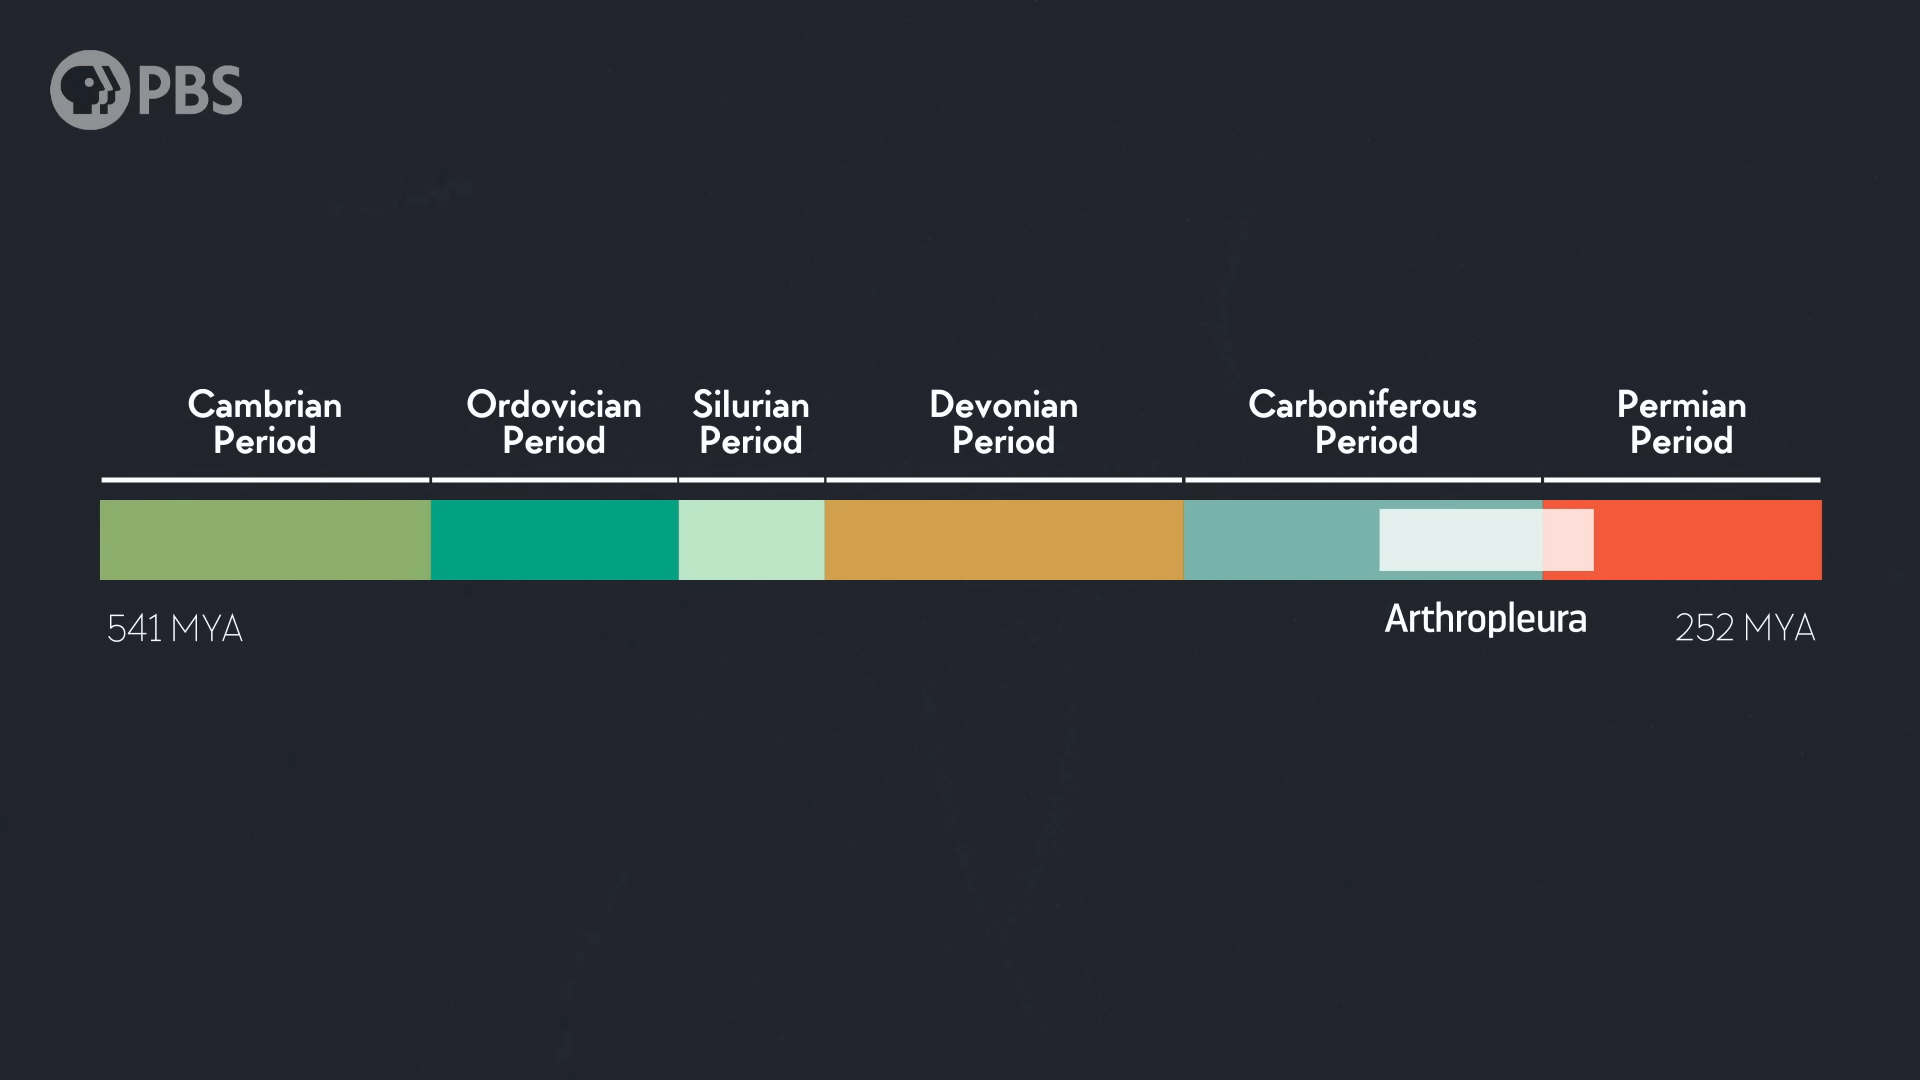 PBS
Cambrian
Period
Ordovician
Period
Silurian
Period
Devonian
Period
Carboniferous
Period
Permian
Period
541 MYA
Arthropleura
252 MYA